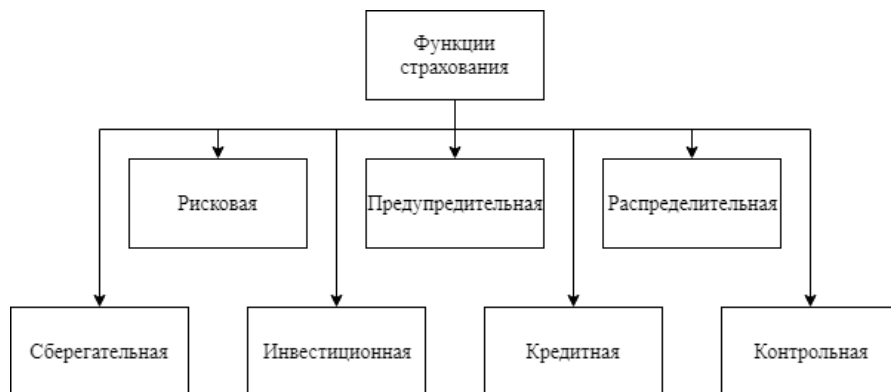 Функции
страхования
Рисковая
Предупредительная
Распределительная
Сберегательная
Инвестиционная
Кредитная
Контрольная